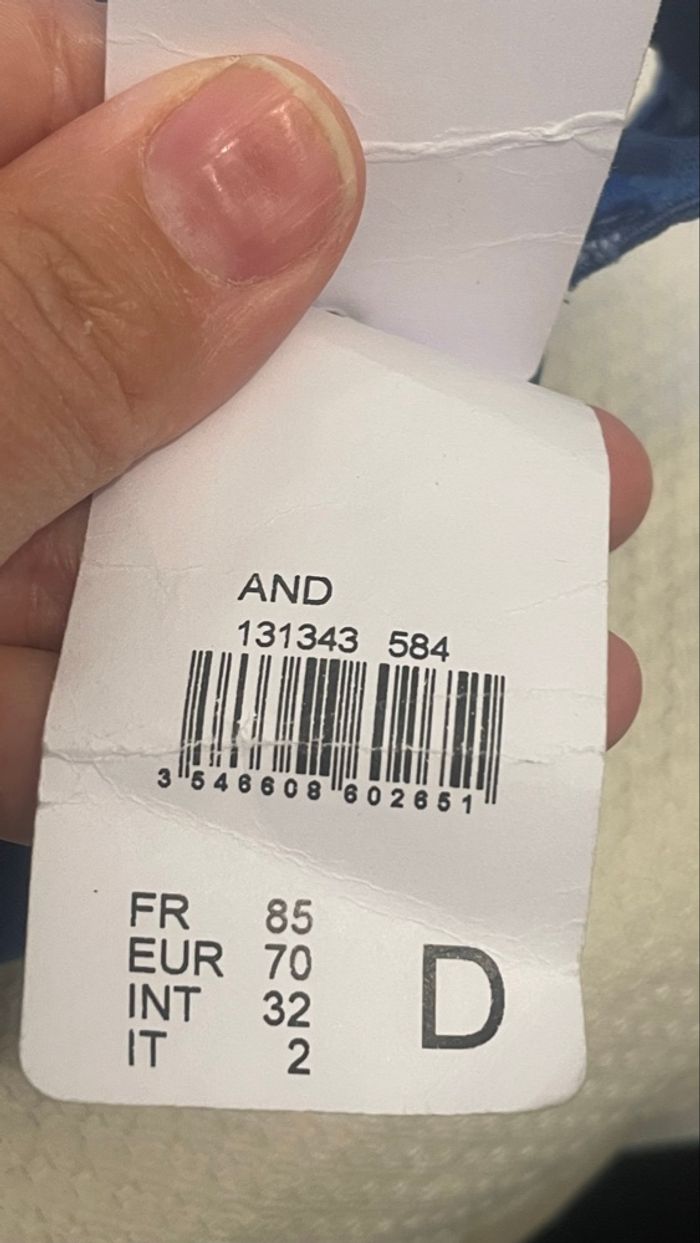 AND
131343 584
3 546608 602651
FR 85
EUR 70
INT 32
IT 2
D